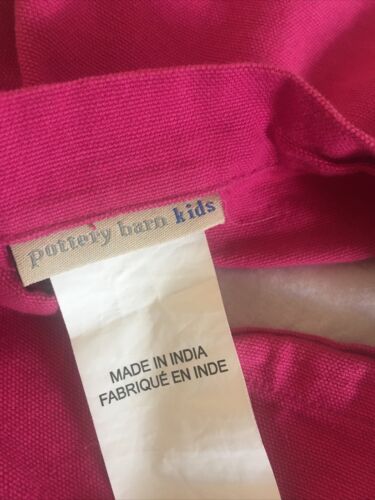 pottery barn kids
MADE IN INDIA
FABRIQUÉ EN INDE